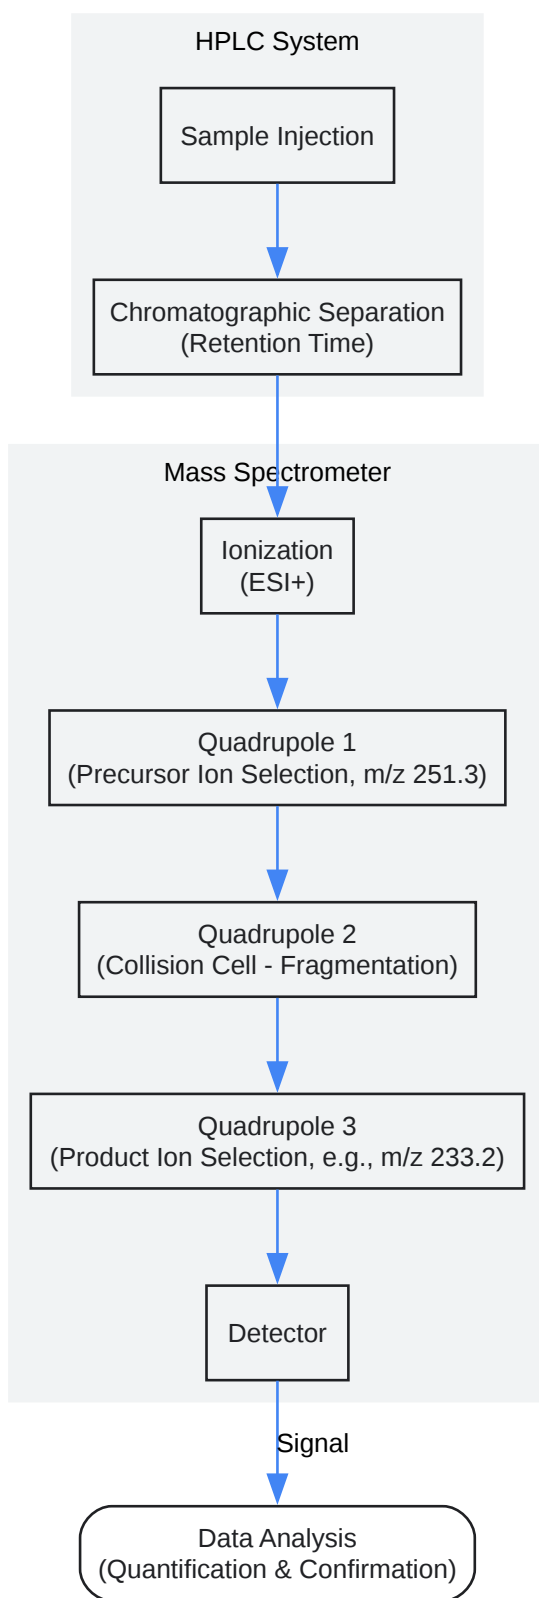 HPLC System
Sample Injection
Chromatographic Separation
(Retention Time)
Mass Spectrometer
Ionization
(ESI+)
Quadrupole 1
(Precursor Ion Selection, m/z 251.3)
Quadrupole 2
(Collision Cell - Fragmentation)
Quadrupole 3
(Product Ion Selection, e.g., m/z 233.2)
Detector
Signal
Data Analysis
(Quantification & Confirmation)